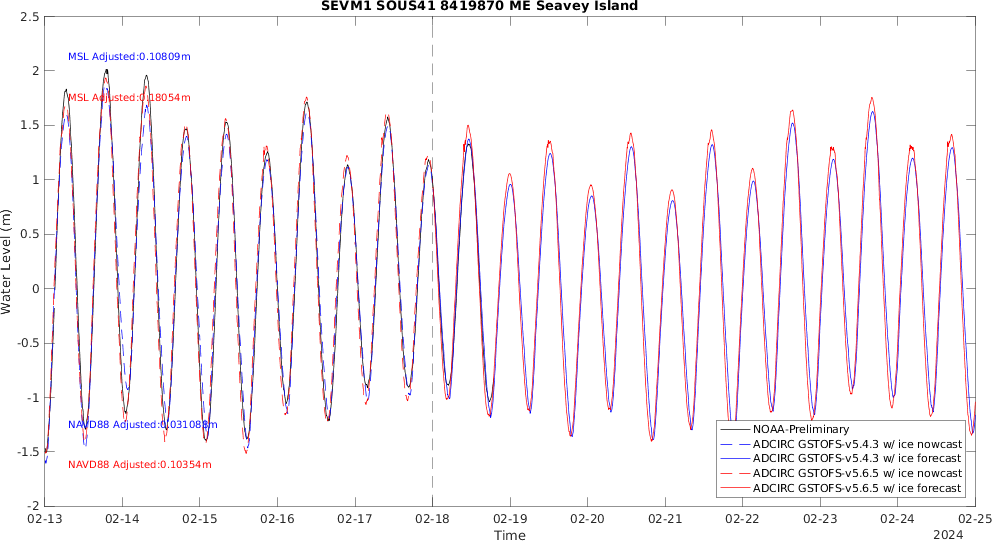 SEVM1 SOUS41 8419870 ME Seavey Island
2.5
2
1.5
1
0.5
0
-0.5
-1
-1.5
-2
Water Level (m)
MSL Adjusted:0.10809m
MSL Adjusted:0.18054m
NAVD88 Adjusted:0.031088m
NAVD88 Adjusted:0.10354m
NOAA-Preliminary
ADCIRC GSTOFS-v5.4.3 w/ ice nowcast
ADCIRC GSTOFS-v5.4.3 w/ ice forecast
ADCIRC GSTOFS-v5.6.5 w/ ice nowcast
ADCIRC GSTOFS-v5.6.5 w/ ice forecast
02-13 02-14 02-15 02-16 02-17 02-18 02-19 02-20 02-21 02-22 02-23 02-24 02-25
Time
2024